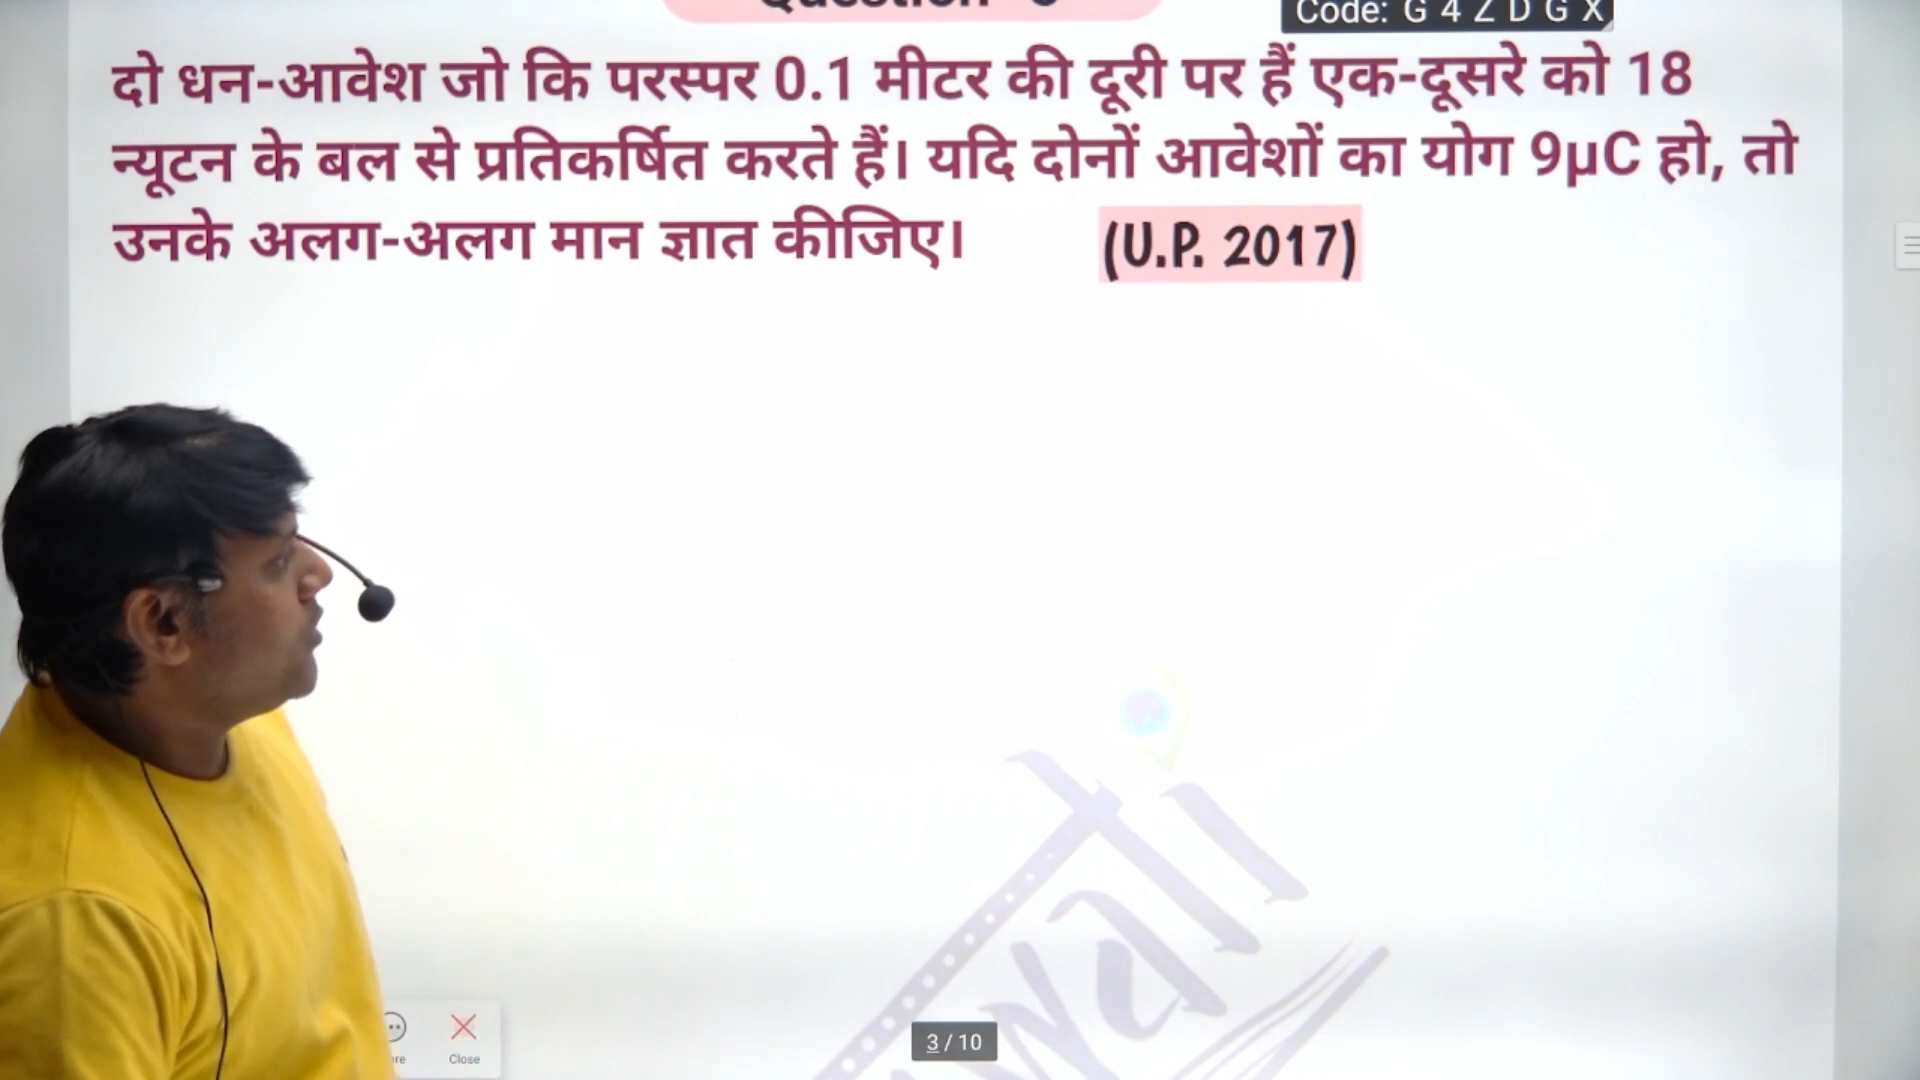 Code: G 4 Z D G X
दो धन-आवेश जो कि परस्पर 0.1 मीटर की दूरी पर हैं एक-दूसरे को 18
न्यूटन के बल से प्रतिकर्षित करते हैं। यदि दोनों आवेशों का योग 9μC हो, तो
उनके अलग-अलग मान ज्ञात कीजिए। (U.P. 2017)
Close
3 / 10